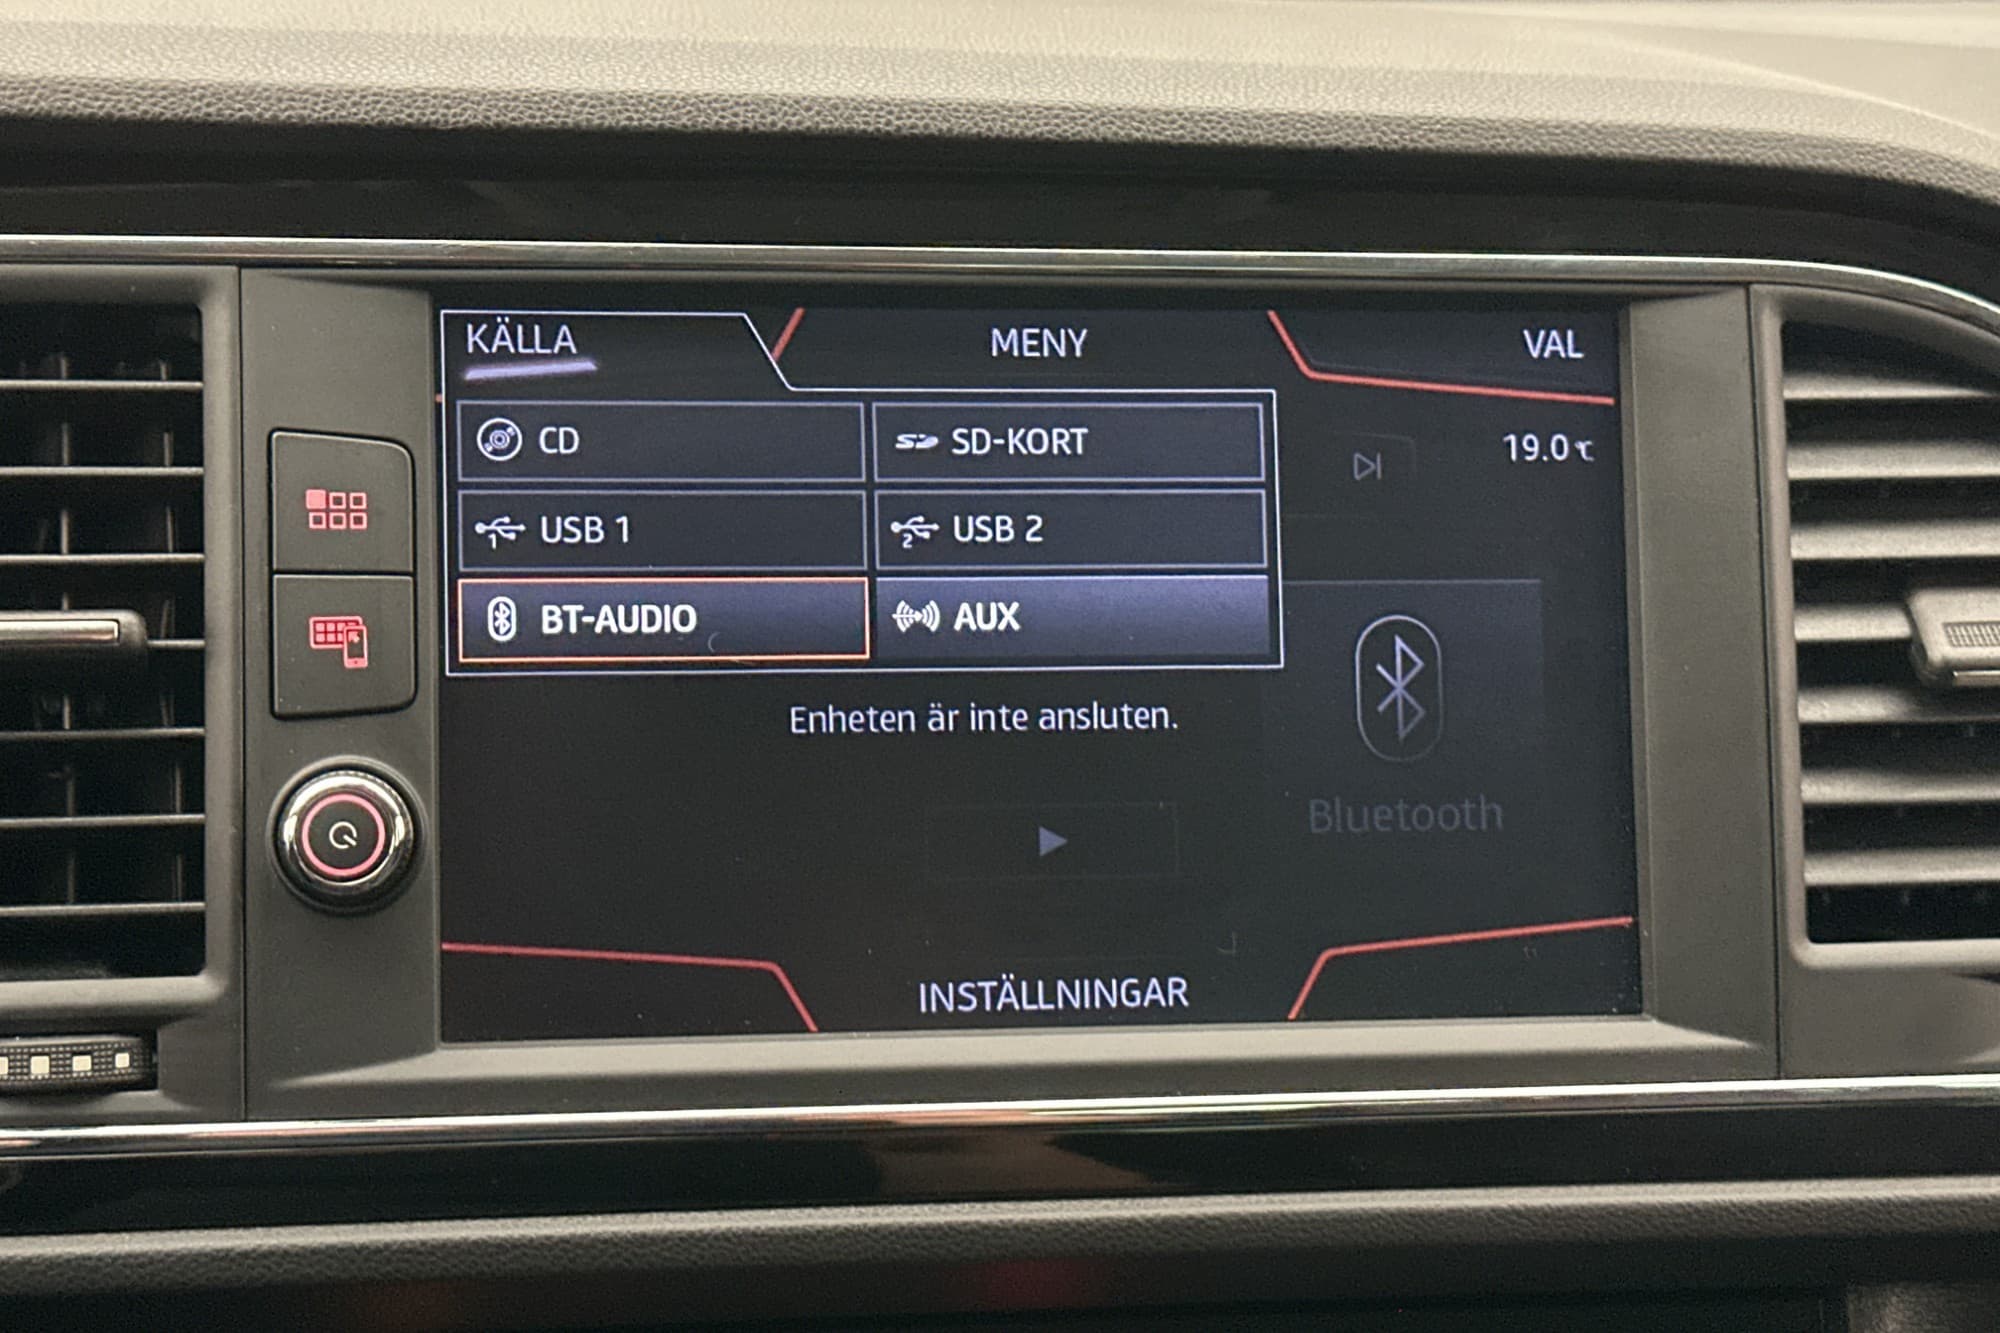 KÄLLA
MENY
VAL
CD
SD-KORT
19.0 °C
USB 1
USB 2
BT-AUDIO
AUX
Enheten är inte ansluten.
Bluetooth
INSTÄLLNINGAR